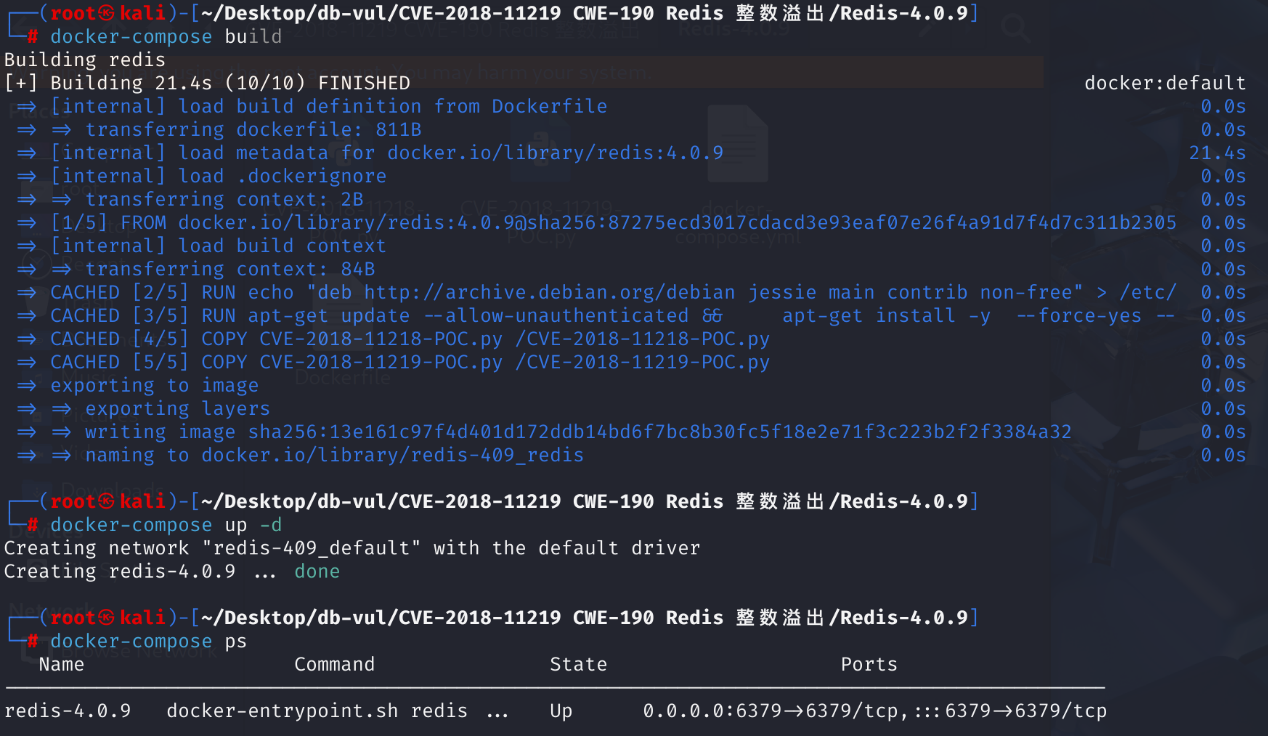 ┌──(root㉿kali)-[~/Desktop/db-vul/CVE-2018-11219 CWE-190 Redis 整数溢出/Redis-4.0.9]
└─# docker-compose build
Building redis
[+] Building 21.4s (10/10) FINISHED docker:default
=> [internal] load build definition from Dockerfile 0.0s
=> => transferring dockerfile: 811B 0.0s
=> [internal] load metadata for docker.io/library/redis:4.0.9 21.4s
=> [internal] load .dockerignore 0.0s
=> => transferring context: 2B 0.0s
=> [1/5] FROM docker.io/library/redis:4.0.9@sha256:87275ecd3017cdacd3e93eaf07e26f4a91d7f4d7c311b2305 0.0s
=> [internal] load build context 0.0s
=> => transferring context: 84B 0.0s
=> CACHED [2/5] RUN echo "deb http://archive.debian.org/debian jessie main contrib non-free" > /etc/ 0.0s
=> CACHED [3/5] RUN apt-get update --allow-unauthenticated && apt-get install -y --force-yes -- 0.0s
=> CACHED [4/5] COPY CVE-2018-11218-POC.py /CVE-2018-11218-POC.py 0.0s
=> CACHED [5/5] COPY CVE-2018-11219-POC.py /CVE-2018-11219-POC.py 0.0s
=> exporting to image 0.0s
=> => exporting layers 0.0s
=> => writing image sha256:13e161c97f4d401d172ddb14bd6f7bc8b30fc5f18e2e71f3c223b2f2f3384a32 0.0s
=> => naming to docker.io/library/redis-409_redis 0.0s
┌──(root㉿kali)-[~/Desktop/db-vul/CVE-2018-11219 CWE-190 Redis 整数溢出/Redis-4.0.9]
└─# docker-compose up -d
Creating network "redis-409_default" with the default driver
Creating redis-4.0.9 ... done
┌──(root㉿kali)-[~/Desktop/db-vul/CVE-2018-11219 CWE-190 Redis 整数溢出/Redis-4.0.9]
└─# docker-compose ps
Name Command State Ports
redis-4.0.9 docker-entrypoint.sh redis ... Up 0.0.0.0:6379->6379/tcp,:::6379->6379/tcp